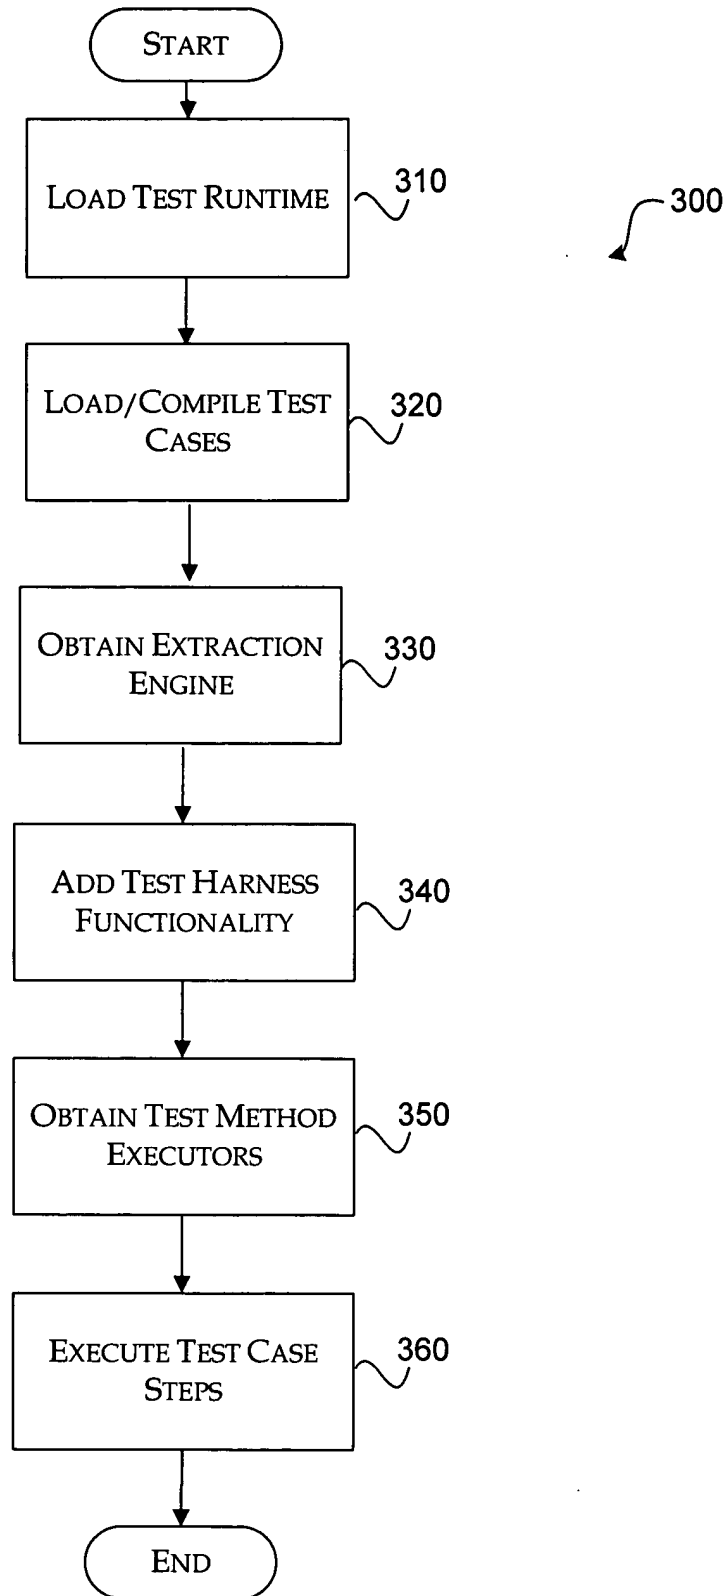 START
LOAD TEST RUNTIME
310
300
LOAD/COMPILE TEST
CASES
320
OBTAIN EXTRACTION
ENGINE
330
ADD TEST HARNESS
FUNCTIONALITY
340
OBTAIN TEST METHOD
EXECUTORS
350
EXECUTE TEST CASE
STEPS
360
END